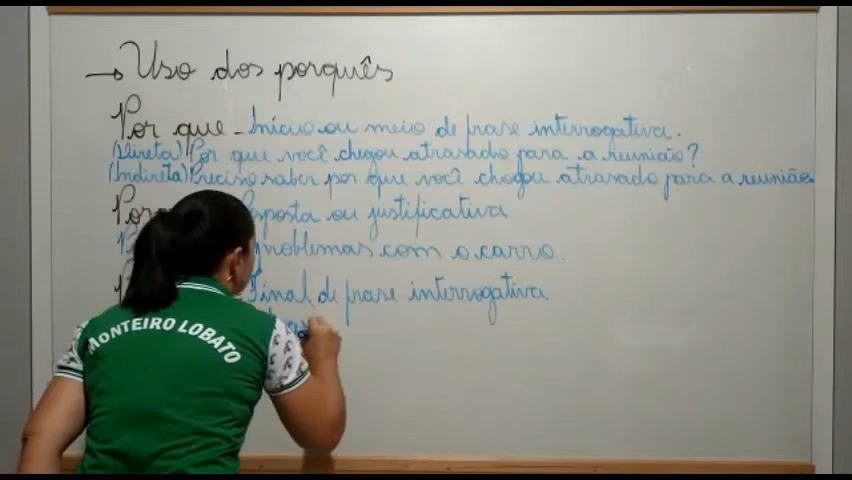 → Uso dos porquês
Por que - Início ou meio de frase interrogativa.
(Direta) Por que você chegou atrasado para a reunião?
(Indireta) Preciso saber por que você chegou atrasado para a reunião.
ou justificativa
problemas com o carro.
Final de frase interrogativa
MONTEIRO LOBATO